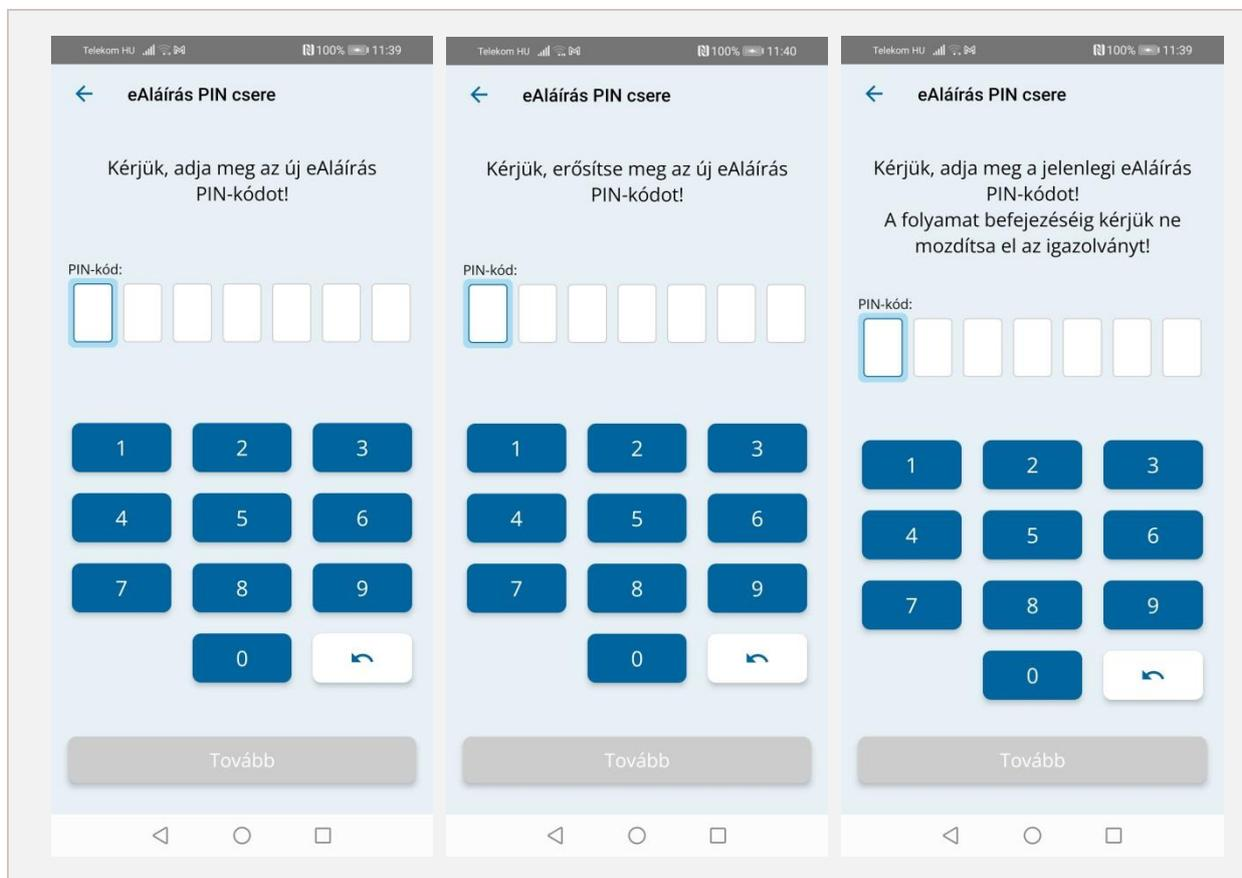 Telekom HU 100% 11:39
eAláírás PIN csere
Kérjük, adja meg az új eAláírás
PIN-kódot!
PIN-kód:
1 2 3
4 5 6
7 8 9
0
Tovább
Telekom HU 100% 11:40
eAláírás PIN csere
Kérjük, erősítse meg az új eAláírás
PIN-kódot!
PIN-kód:
1 2 3
4 5 6
7 8 9
0
Tovább
Telekom HU 100% 11:39
eAláírás PIN csere
Kérjük, adja meg a jelenlegi eAláírás
PIN-kódot!
A folyamat befejezéséig kérjük ne
mozdítsa el az igazolványt!
PIN-kód:
1 2 3
4 5 6
7 8 9
0
Tovább